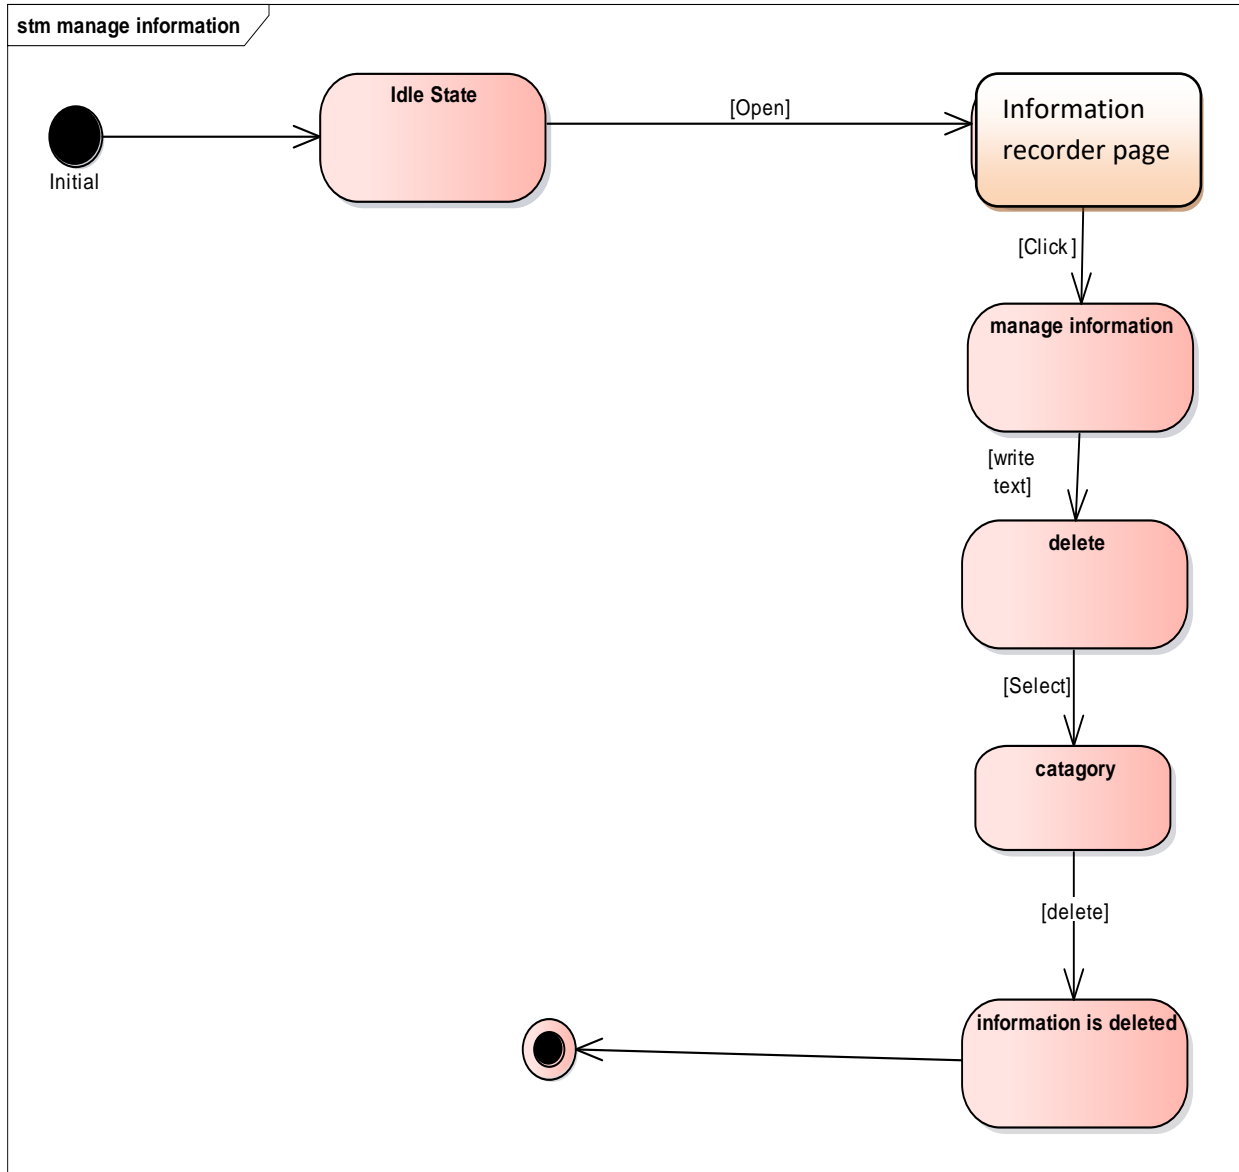 stm manage information
Idle State
[Open]
Information
recorder page
Initial
[Click]
manage information
[write
text]
delete
[Select]
catagory
[delete]
information is deleted